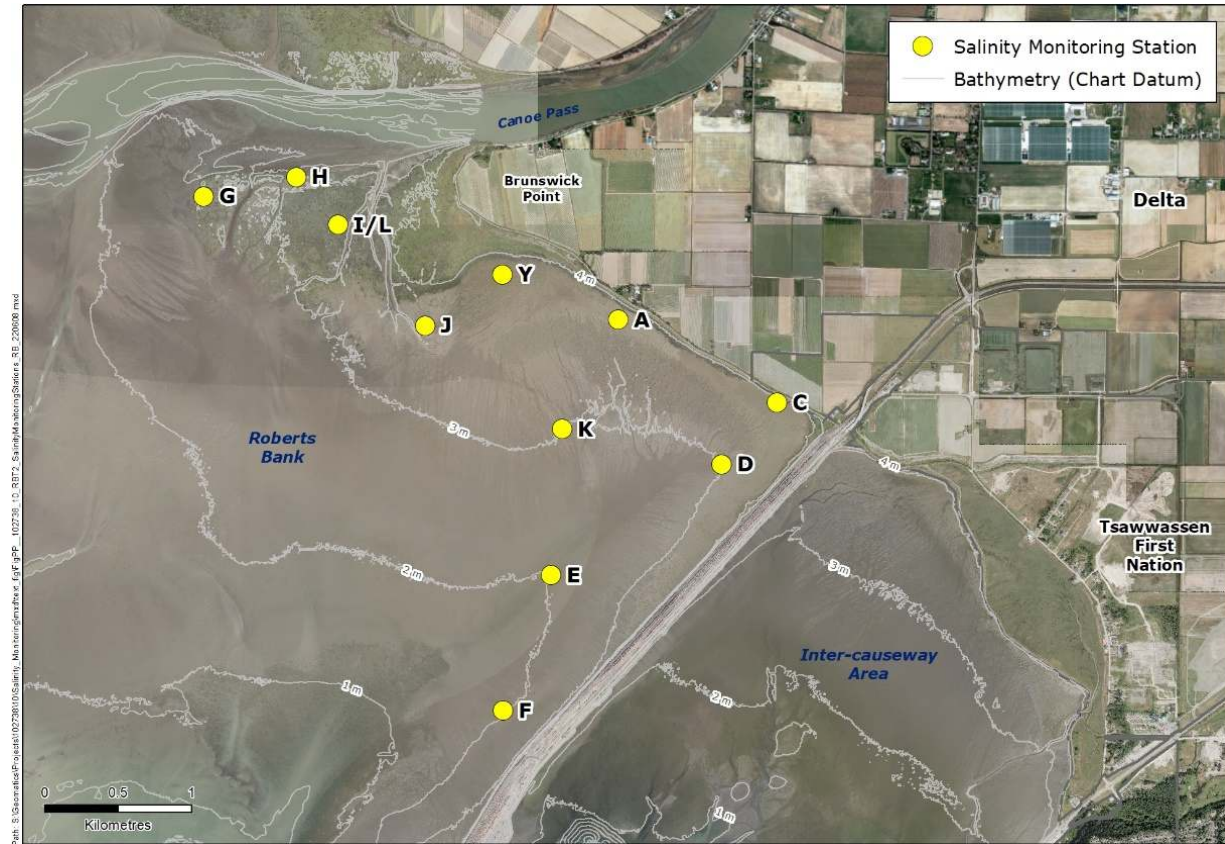 Salinity Monitoring Station
Bathymetry (Chart Datum)
Canoe Pass
Brunswick
Point
Delta
H
G
I/L
Y
4 m
J
A
C
3 m
K
Roberts
Bank
D
4 m
Tsawwassen
First
Nation
E
2 m
3 m
Inter-causeway
Area
2 m
1 m
F
1 m
0 0.5 1
Kilometres